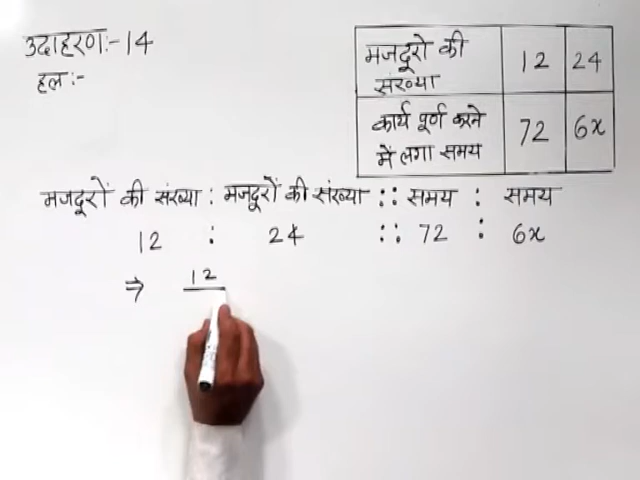 उदाहरण:-14
हल:-
मजदूरो की संख्या 12 24
कार्य पूर्ण करने में लगा समय 72 6x
मजदूरों की संख्या : मजदूरों की संख्या :: समय : समय
12 : 24 :: 72 : 6x
⇒ 12